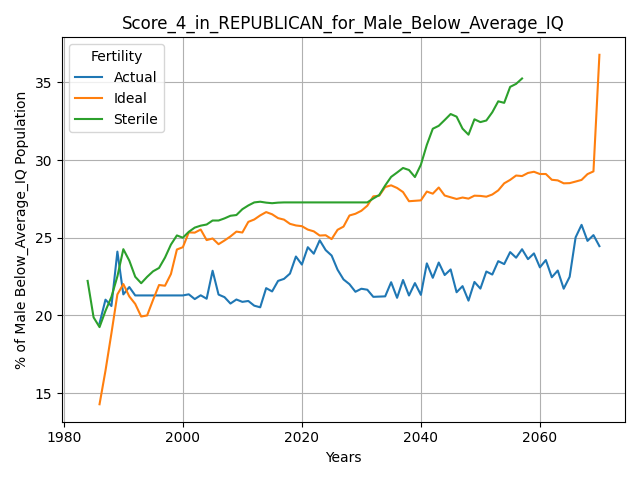 Score_4_in_REPUBLICAN_for_Male_Below_Average_IQ
% of Male Below_Average_IQ Population
35
30
25
20
15
Fertility
Actual
Ideal
Sterile
1980
2000
2020
2040
2060
Years